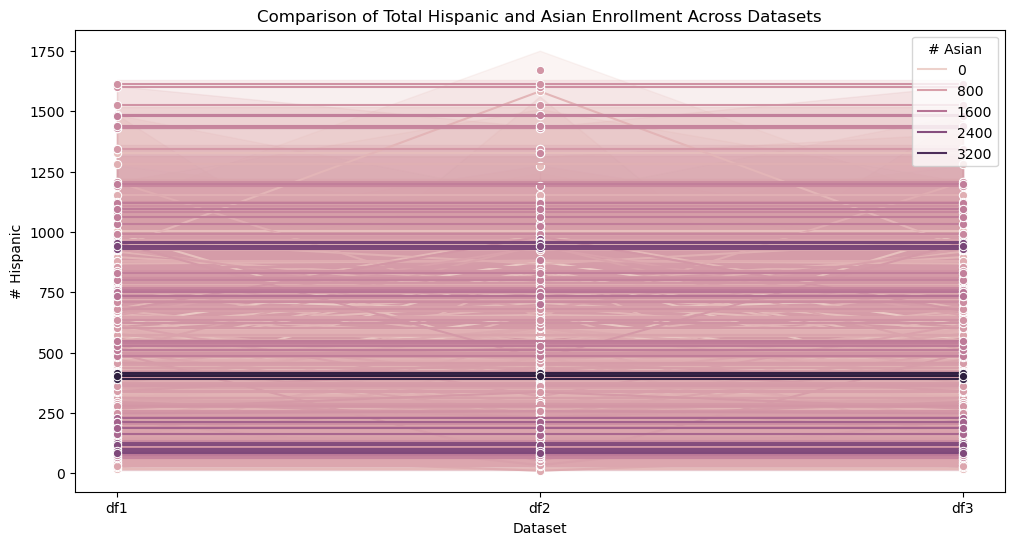 Comparison of Total Hispanic and Asian Enrollment Across Datasets
# Hispanic
1750
1500
1250
1000
750
500
250
0
df1
df2
df3
Dataset
# Asian
0
800
1600
2400
3200